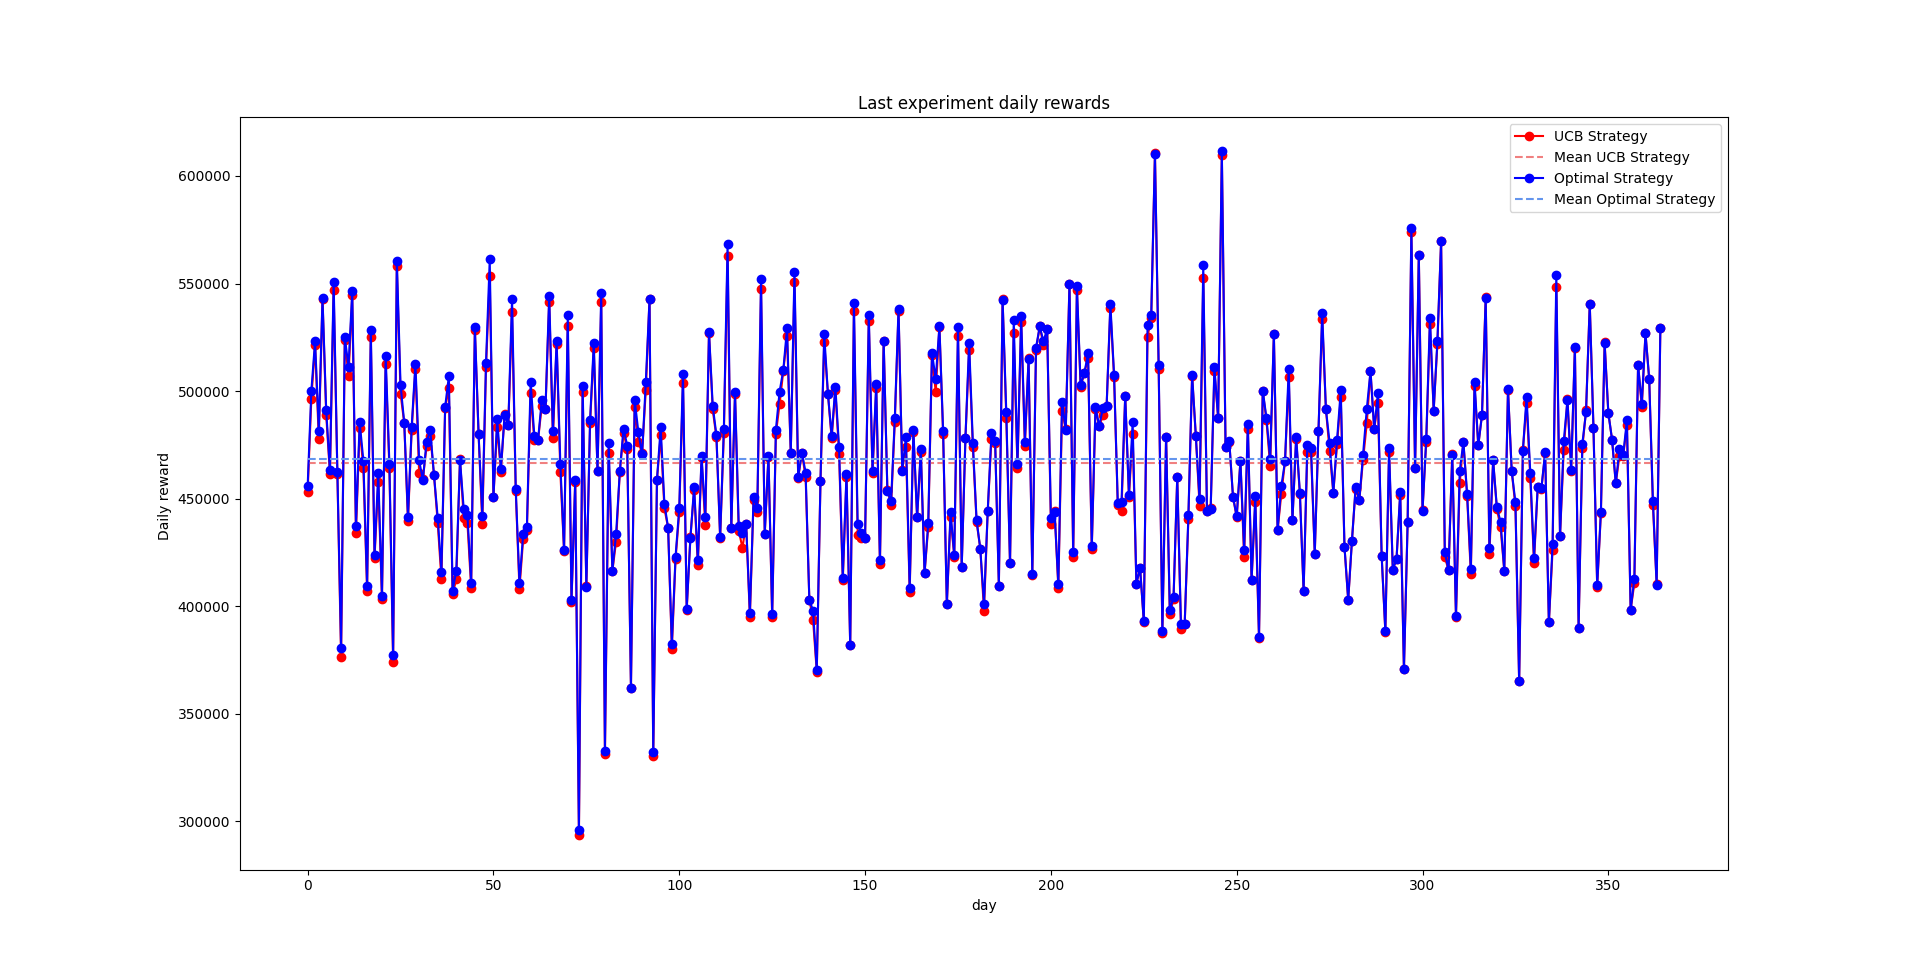 Last experiment daily rewards
UCB Strategy
Mean UCB Strategy
Optimal Strategy
Mean Optimal Strategy
600000
550000
500000
450000
400000
350000
300000
Daily reward
0 50 100 150 200 250 300 350
day